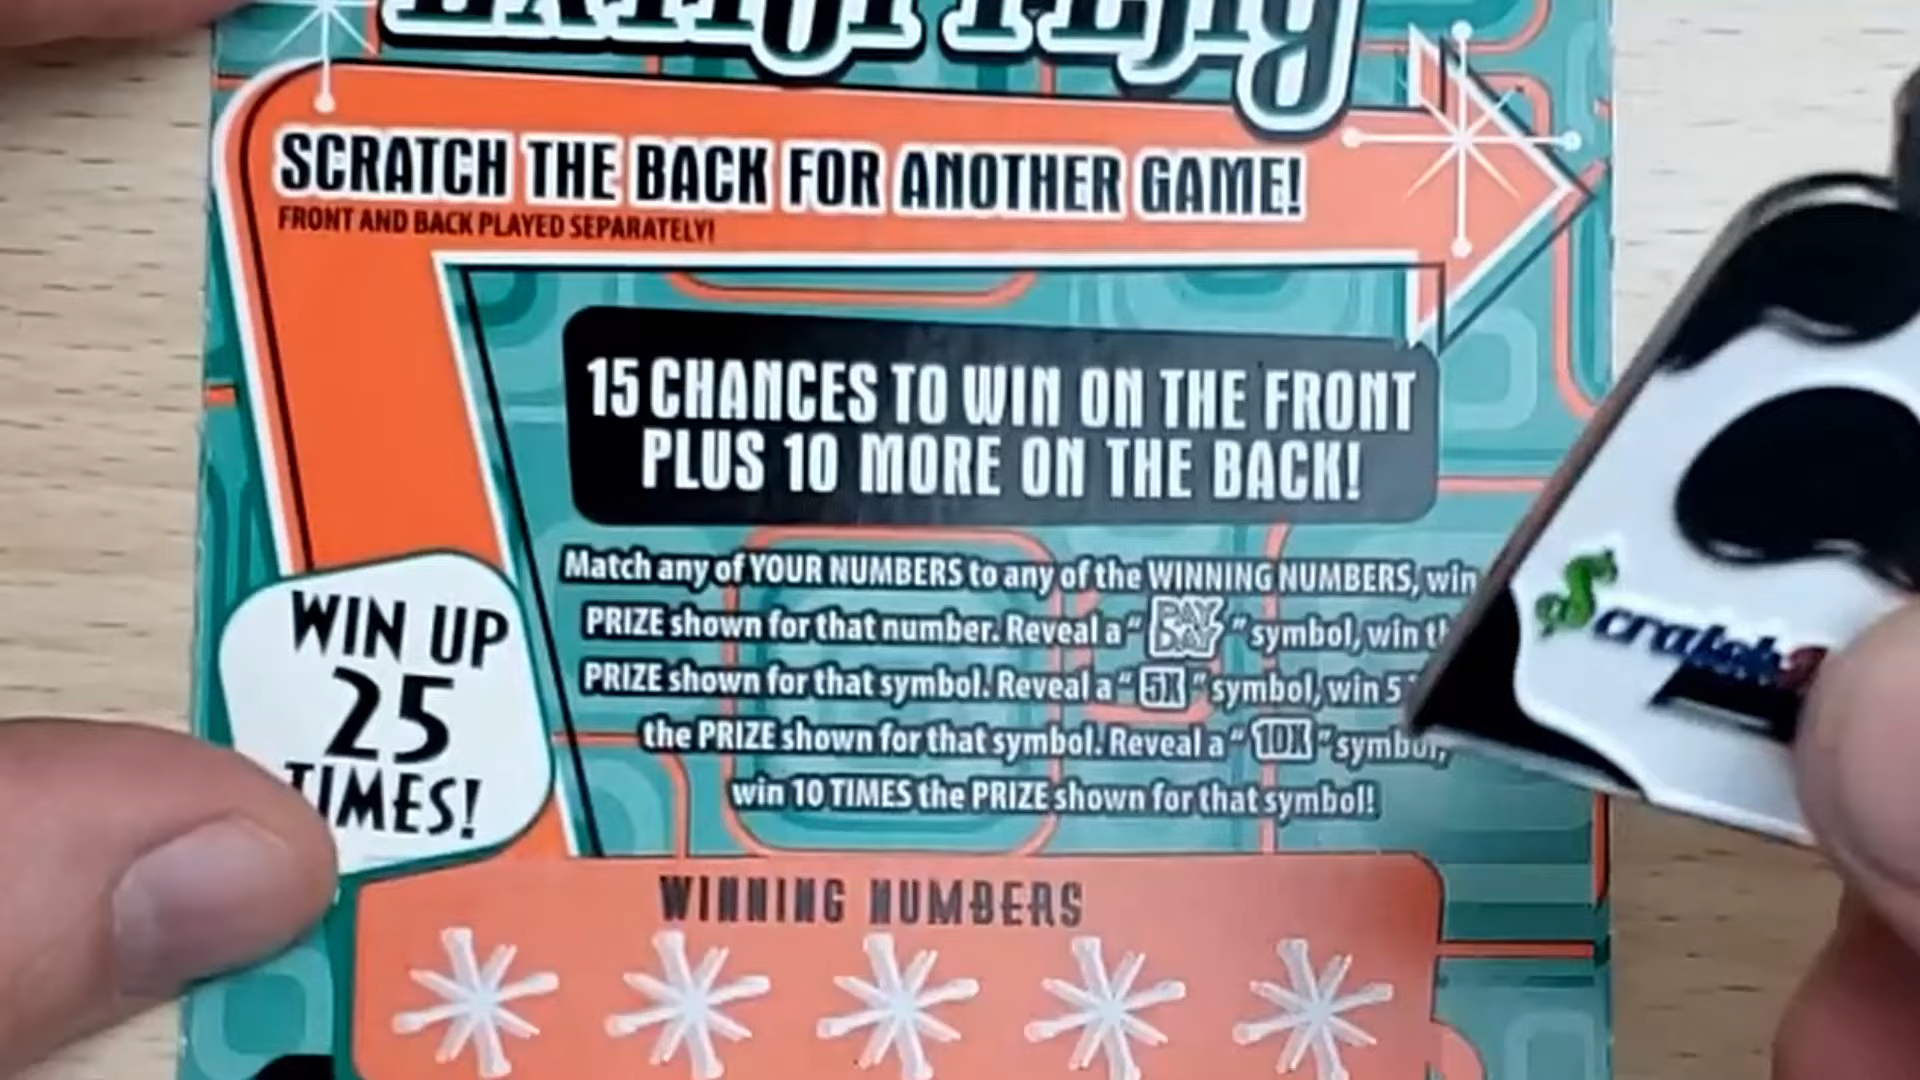 SCRATCH THE BACK FOR ANOTHER GAME!
FRONT AND BACK PLAYED SEPARATELY!
15 CHANCES TO WIN ON THE FRONT
PLUS 10 MORE ON THE BACK!
Match any of YOUR NUMBERS to any of the WINNING NUMBERS, win
PRIZE shown for that number. Reveal a " PAY DAY " symbol, win
PRIZE shown for that symbol. Reveal a " 5X " symbol, win 5
the PRIZE shown for that symbol. Reveal a " 10X " symbol,
win 10 TIMES the PRIZE shown for that symbol!
WIN UP
25
TIMES!
WINNING NUMBERS